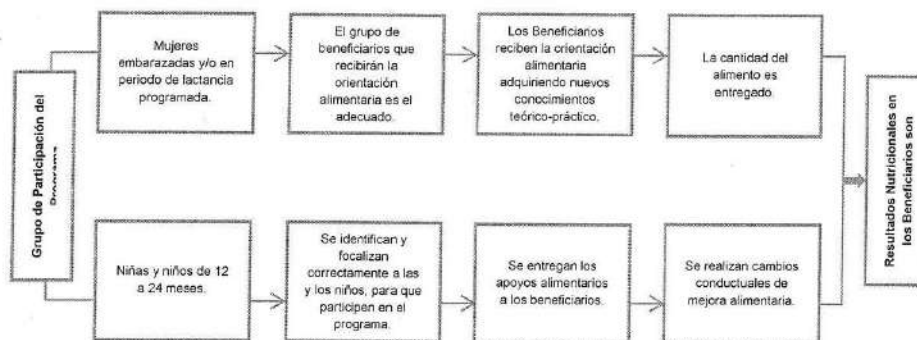 Grupo de Participación del
Programa
Mujeres
embarazadas y/o en
periodo de lactancia
programada.
El grupo de
beneficiarios que
recibirán la
orientación
alimentaria es el
adecuado.
Los Beneficiarios
reciben la orientación
alimentaria
adquiriendo nuevos
conocimientos
teórico-práctico.
La cantidad del
alimento es
entregado.
Niñas y niños de 12
a 24 meses.
Se identifican y
focalizan
correctamente a las
y los niños, para que
participen en el
programa.
Se entregan los
apoyos alimentarios
a los beneficiarios.
Se realizan cambios
conductuales de
mejora alimentaria.
Resultados Nutricionales en
los Beneficiarios son